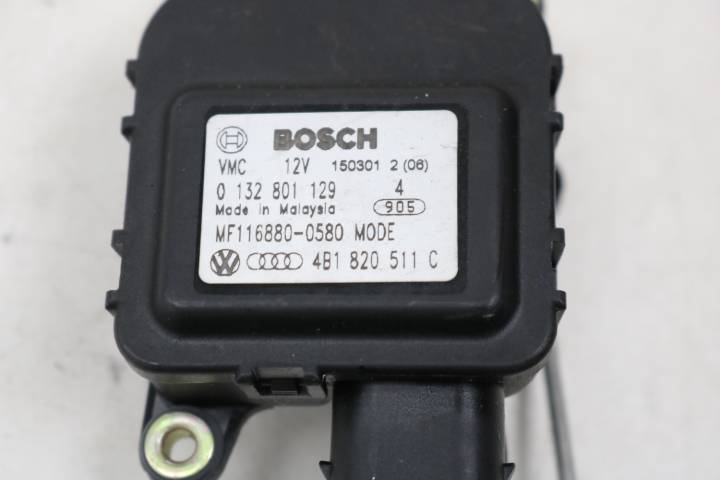 BOSCH
VMC 12V 150301 2 (06)
0 132 801 129 4
Made in Malaysia 905
MF116880-0580 MODE
4B1 820 511 C